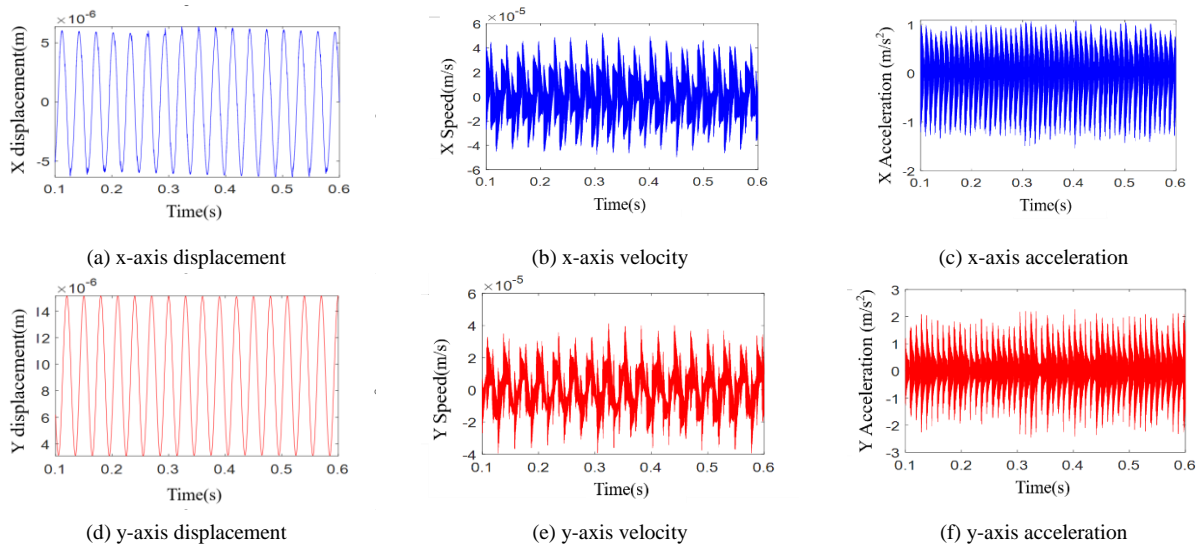 ×10⁻⁶
X displacement(m)
5
0
-5
0.1 0.2 0.3 0.4 0.5 0.6
Time(s)
(a) x-axis displacement
×10⁻⁵
X Speed(m/s)
6
4
2
0
-2
-4
-6
0.1 0.2 0.3 0.4 0.5 0.6
Time(s)
(b) x-axis velocity
X Acceleration (m/s²)
1
0
-1
-2
0.1 0.2 0.3 0.4 0.5 0.6
Time(s)
(c) x-axis acceleration
×10⁻⁶
Y displacement(m)
14
12
10
8
6
4
0.1 0.2 0.3 0.4 0.5 0.6
Time(s)
(d) y-axis displacement
×10⁻⁵
Y Speed(m/s)
6
4
2
0
-2
-4
0.1 0.2 0.3 0.4 0.5 0.6
Time(s)
(e) y-axis velocity
Y Acceleration (m/s²)
3
2
1
0
-1
-2
-3
0.1 0.2 0.3 0.4 0.5 0.6
Time(s)
(f) y-axis acceleration